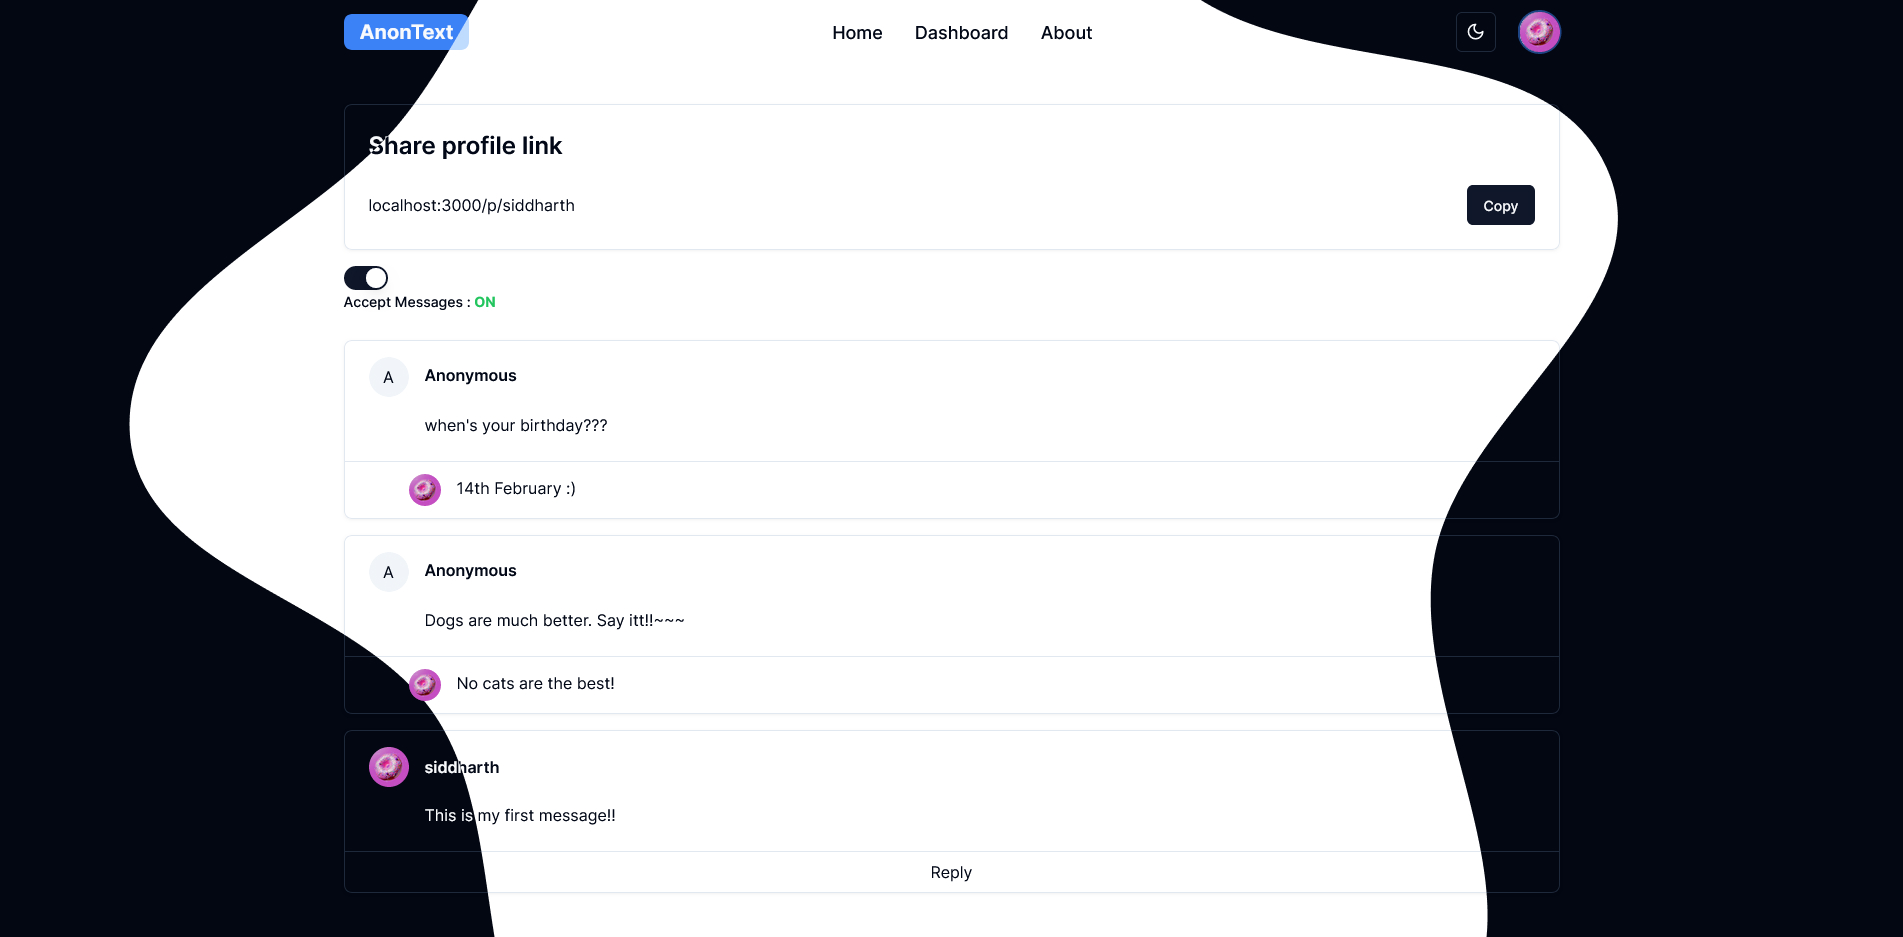 AnonText Home Dashboard About
Share profile link
localhost:3000/p/siddharth Copy
Accept Messages : ON
A Anonymous
when's your birthday???
14th February :)
A Anonymous
Dogs are much better. Say itt!!~~~
No cats are the best!
siddharth
This is my first message!!
Reply